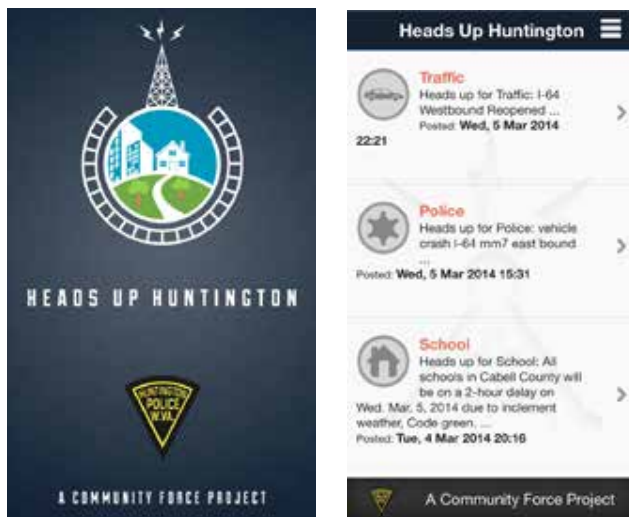 HEADS UP HUNTINGTON
HUNTINGTON
POLICE
W.VA.
A COMMUNITY FORCE PROJECT
Heads Up Huntington
Traffic
Heads up for Traffic: I-64
Westbound Reopened ...
Posted: Wed, 5 Mar 2014
22:21
Police
Heads up for Police: vehicle
crash I-64 mm7 east bound
...
Posted: Wed, 5 Mar 2014 15:31
School
Heads up for School: All
schools in Cabell County will
be on a 2-hour delay on
Wed. Mar. 5, 2014 due to inclement
weather, Code green. ...
Posted: Tue, 4 Mar 2014 20:16
A Community Force Project